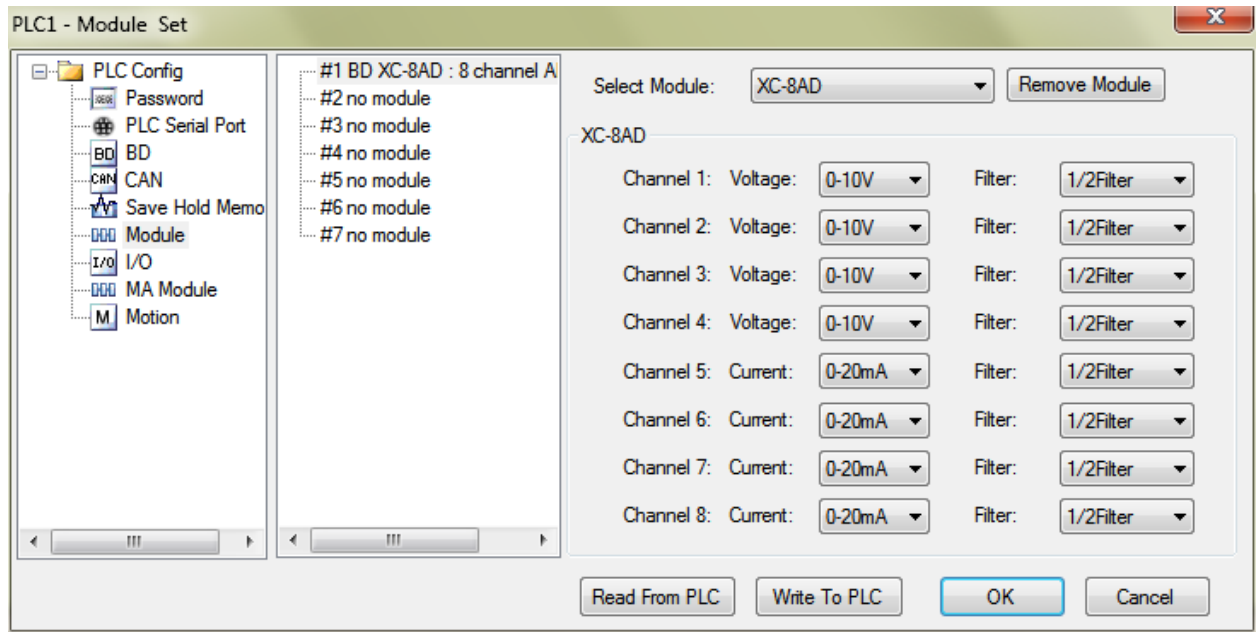 PLC1 - Module Set
X
PLC Config
Password
PLC Serial Port
BD BD
CAN CAN
Save Hold Memo
Module
I/O I/O
MA Module
M Motion
#1 BD XC-8AD : 8 channel A
#2 no module
#3 no module
#4 no module
#5 no module
#6 no module
#7 no module
Select Module: XC-8AD Remove Module
XC-8AD
Channel 1: Voltage: 0-10V Filter: 1/2Filter
Channel 2: Voltage: 0-10V Filter: 1/2Filter
Channel 3: Voltage: 0-10V Filter: 1/2Filter
Channel 4: Voltage: 0-10V Filter: 1/2Filter
Channel 5: Current: 0-20mA Filter: 1/2Filter
Channel 6: Current: 0-20mA Filter: 1/2Filter
Channel 7: Current: 0-20mA Filter: 1/2Filter
Channel 8: Current: 0-20mA Filter: 1/2Filter
Read From PLC Write To PLC OK Cancel